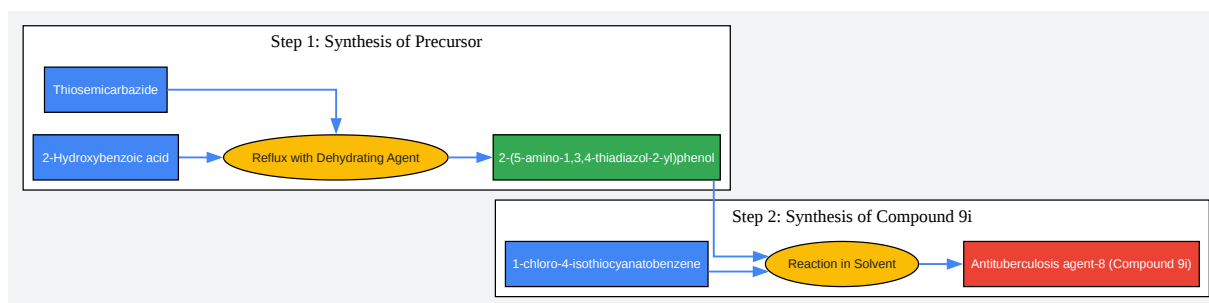 Step 1: Synthesis of Precursor
Thiosemicarbazide
2-Hydroxybenzoic acid
Reflux with Dehydrating Agent
2-(5-amino-1,3,4-thiadiazol-2-yl)phenol
Step 2: Synthesis of Compound 9i
1-chloro-4-isothiocyanatobenzene
Reaction in Solvent
Antituberculosis agent-8 (Compound 9i)